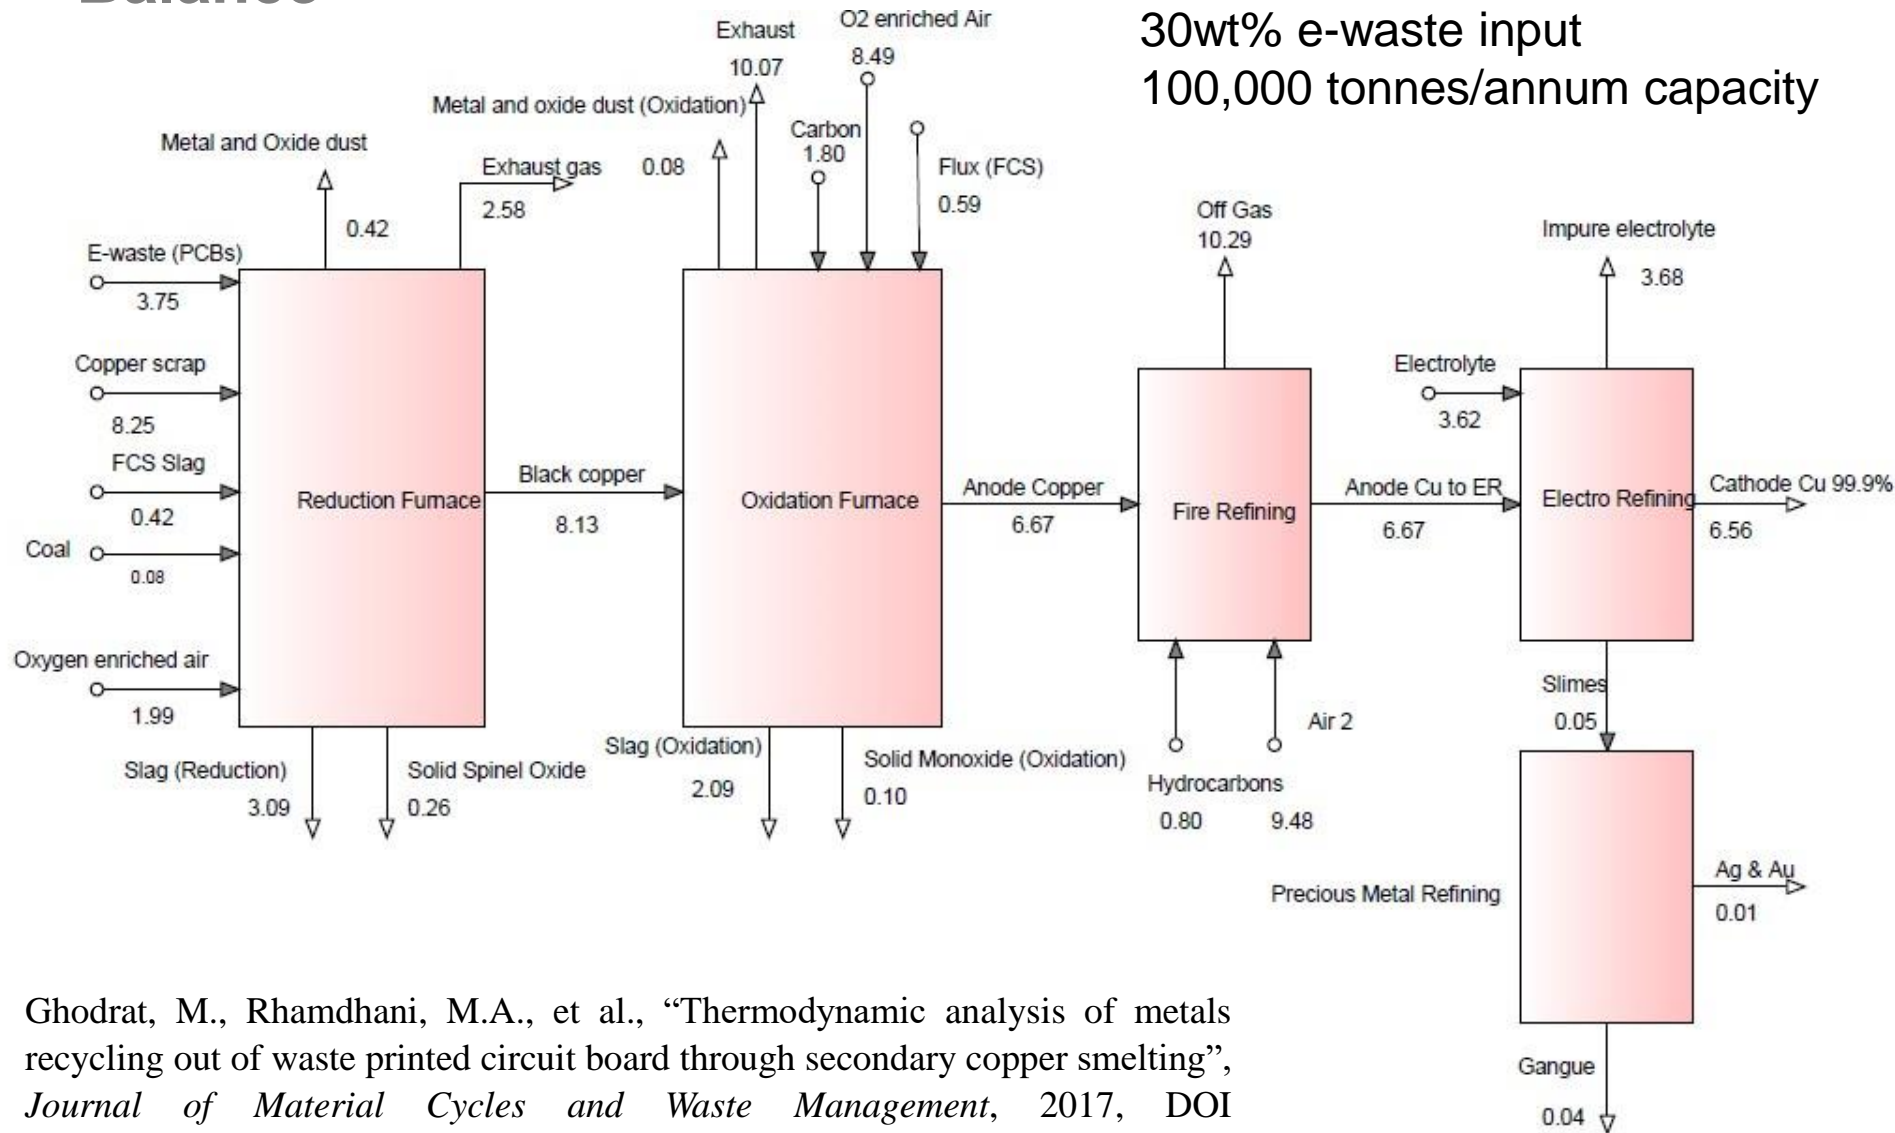 Balance
30wt% e-waste input
100,000 tonnes/annum capacity
Exhaust
10.07
O2 enriched Air
8.49
Metal and oxide dust (Oxidation)
0.08
Carbon
1.80
Flux (FCS)
0.59
Metal and Oxide dust
0.42
Exhaust gas
2.58
E-waste (PCBs)
3.75
Copper scrap
8.25
FCS Slag
0.42
Coal
0.08
Oxygen enriched air
1.99
Reduction Furnace
Slag (Reduction)
3.09
Solid Spinel Oxide
0.26
Black copper
8.13
Oxidation Furnace
Slag (Oxidation)
2.09
Solid Monoxide (Oxidation)
0.10
Anode Copper
6.67
Off Gas
10.29
Fire Refining
Hydrocarbons
0.80
Air 2
9.48
Anode Cu to ER
6.67
Impure electrolyte
3.68
Electrolyte
3.62
Electro Refining
Cathode Cu 99.9%
6.56
Slimes
0.05
Precious Metal Refining
Ag & Au
0.01
Gangue
0.04
Ghodrat, M., Rhamdhani, M.A., et al., “Thermodynamic analysis of metals
recycling out of waste printed circuit board through secondary copper smelting”,
Journal of Material Cycles and Waste Management, 2017, DOI